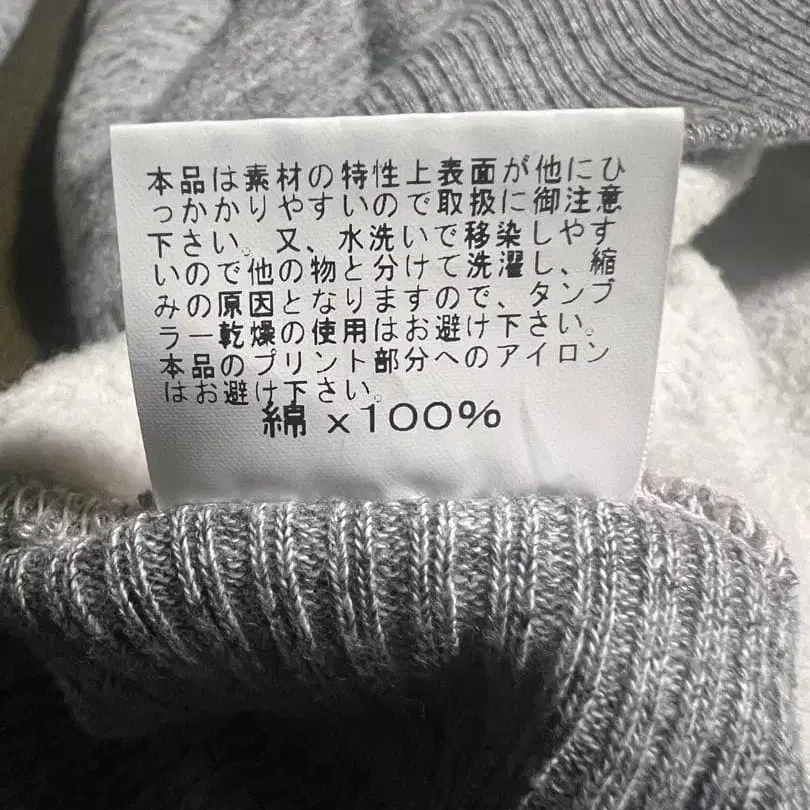 本品は素材の特性上表面が他にひ
っかかりやすいので取扱に御注意
下さい。又、水洗いで移染しやす
いので他の物と分けて洗濯し、縮
みの原因となりますので、タンブ
ラー乾燥の使用はお避け下さい。
本品のプリント部分へのアイロン
はお避け下さい。
綿 x100%